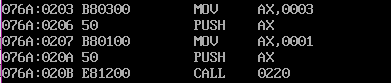 076A:0203 B80300 MOV AX,0003
076A:0206 50 PUSH AX
076A:0207 B80100 MOV AX,0001
076A:020A 50 PUSH AX
076A:020B E81200 CALL 0220